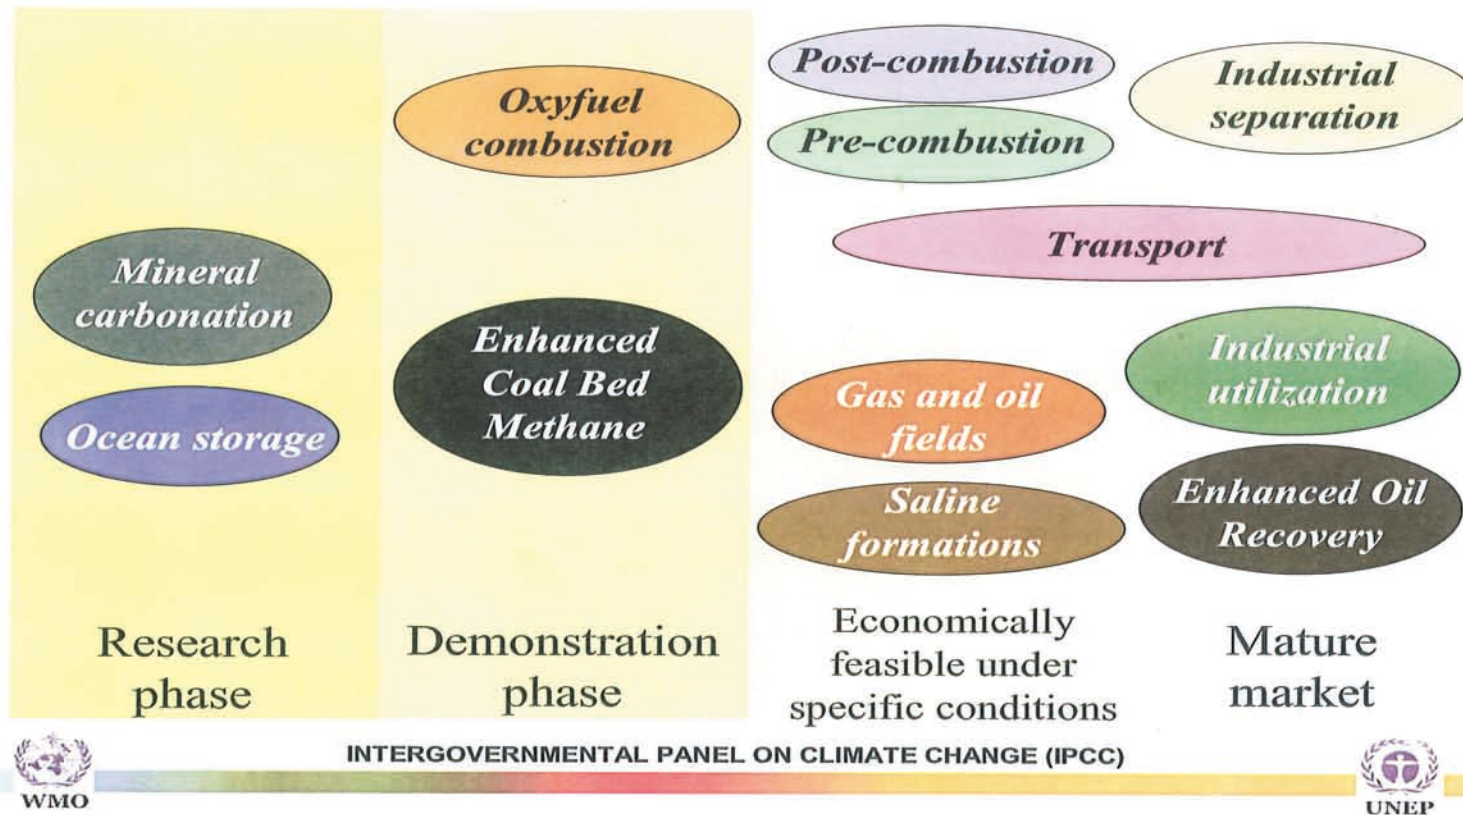 Post-combustion
Industrial
separation
Oxyfuel
combustion
Pre-combustion
Transport
Mineral
carbonation
Enhanced
Coal Bed
Methane
Industrial
utilization
Gas and oil
fields
Ocean storage
Saline
formations
Enhanced Oil
Recovery
Research
phase
Demonstration
phase
Economically
feasible under
specific conditions
Mature
market
INTERGOVERNMENTAL PANEL ON CLIMATE CHANGE (IPCC)
WMO
UNEP